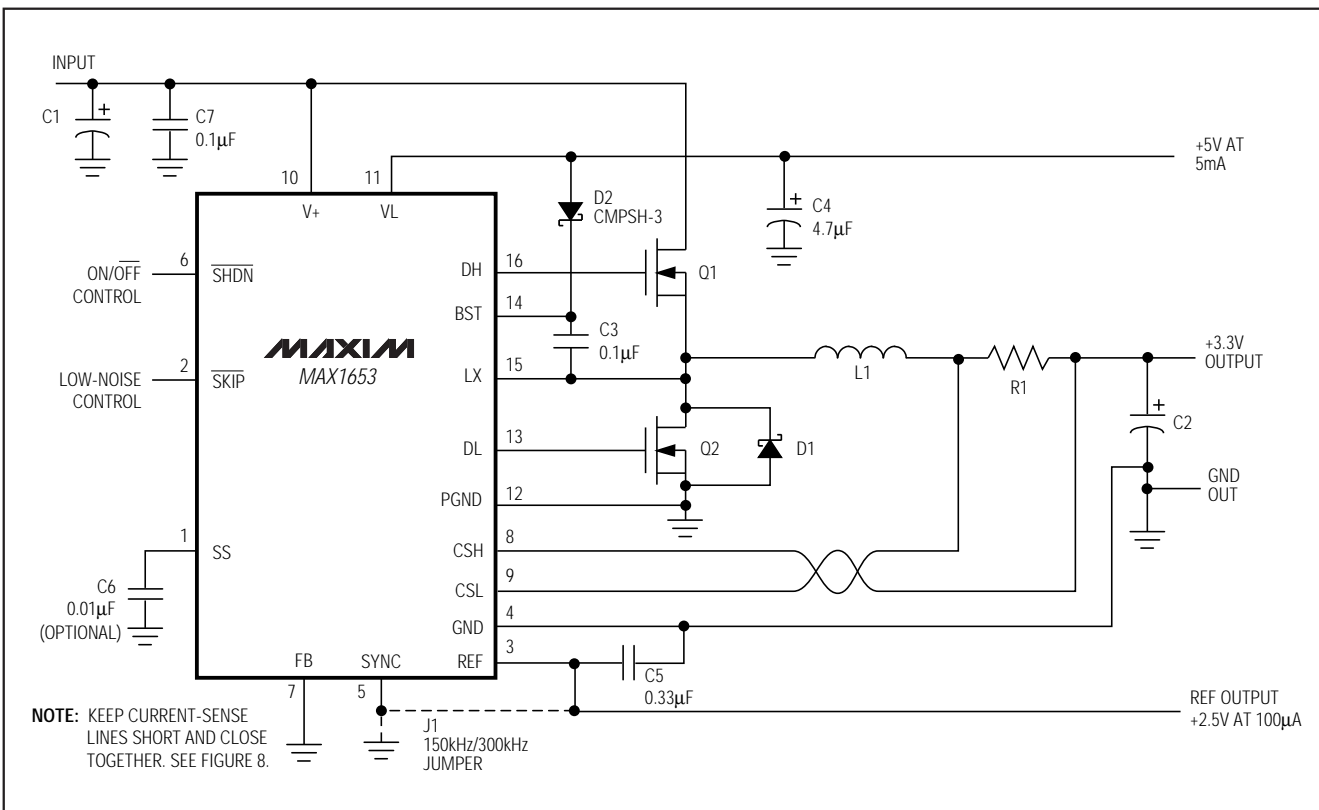 INPUT
C1
+
C7
0.1µF
10
V+
11
VL
+5V AT
5mA
D2
CMPSH-3
+
C4
4.7µF
ON/OFF
CONTROL
6
SHDN
DH
16
Q1
BST
14
C3
0.1µF
MAXIM
MAX1653
LOW-NOISE
CONTROL
2
SKIP
LX
15
L1
R1
+3.3V
OUTPUT
+
C2
DL
13
Q2
D1
GND
OUT
PGND
12
1
SS
CSH
8
CSL
9
C6
0.01µF
(OPTIONAL)
GND
4
REF
3
C5
0.33µF
FB
7
SYNC
5
J1
150kHz/300kHz
JUMPER
REF OUTPUT
+2.5V AT 100µA
NOTE: KEEP CURRENT-SENSE
LINES SHORT AND CLOSE
TOGETHER. SEE FIGURE 8.